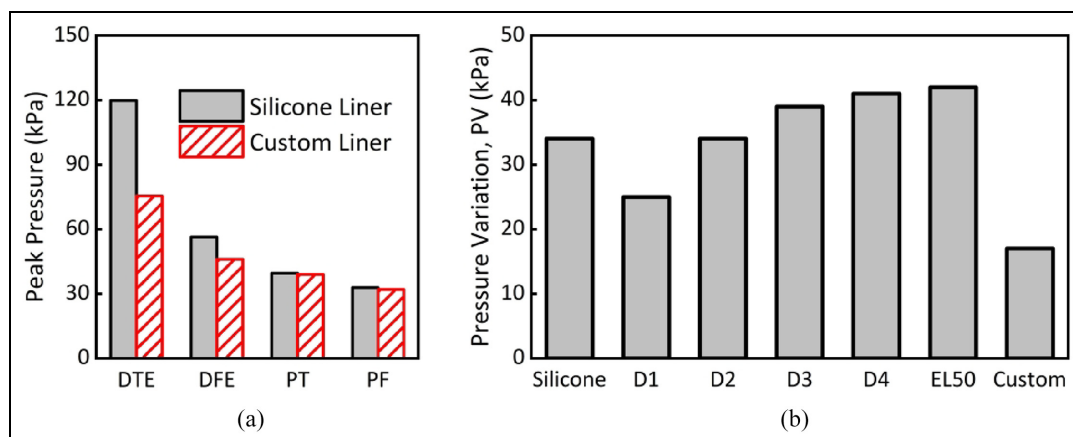 Peak Pressure (kPa)
150
120
90
60
30
0
Silicone Liner
Custom Liner
DTE DFE PT PF
(a)
Pressure Variation, PV (kPa)
50
40
30
20
10
0
Silicone D1 D2 D3 D4 EL50 Custom
(b)